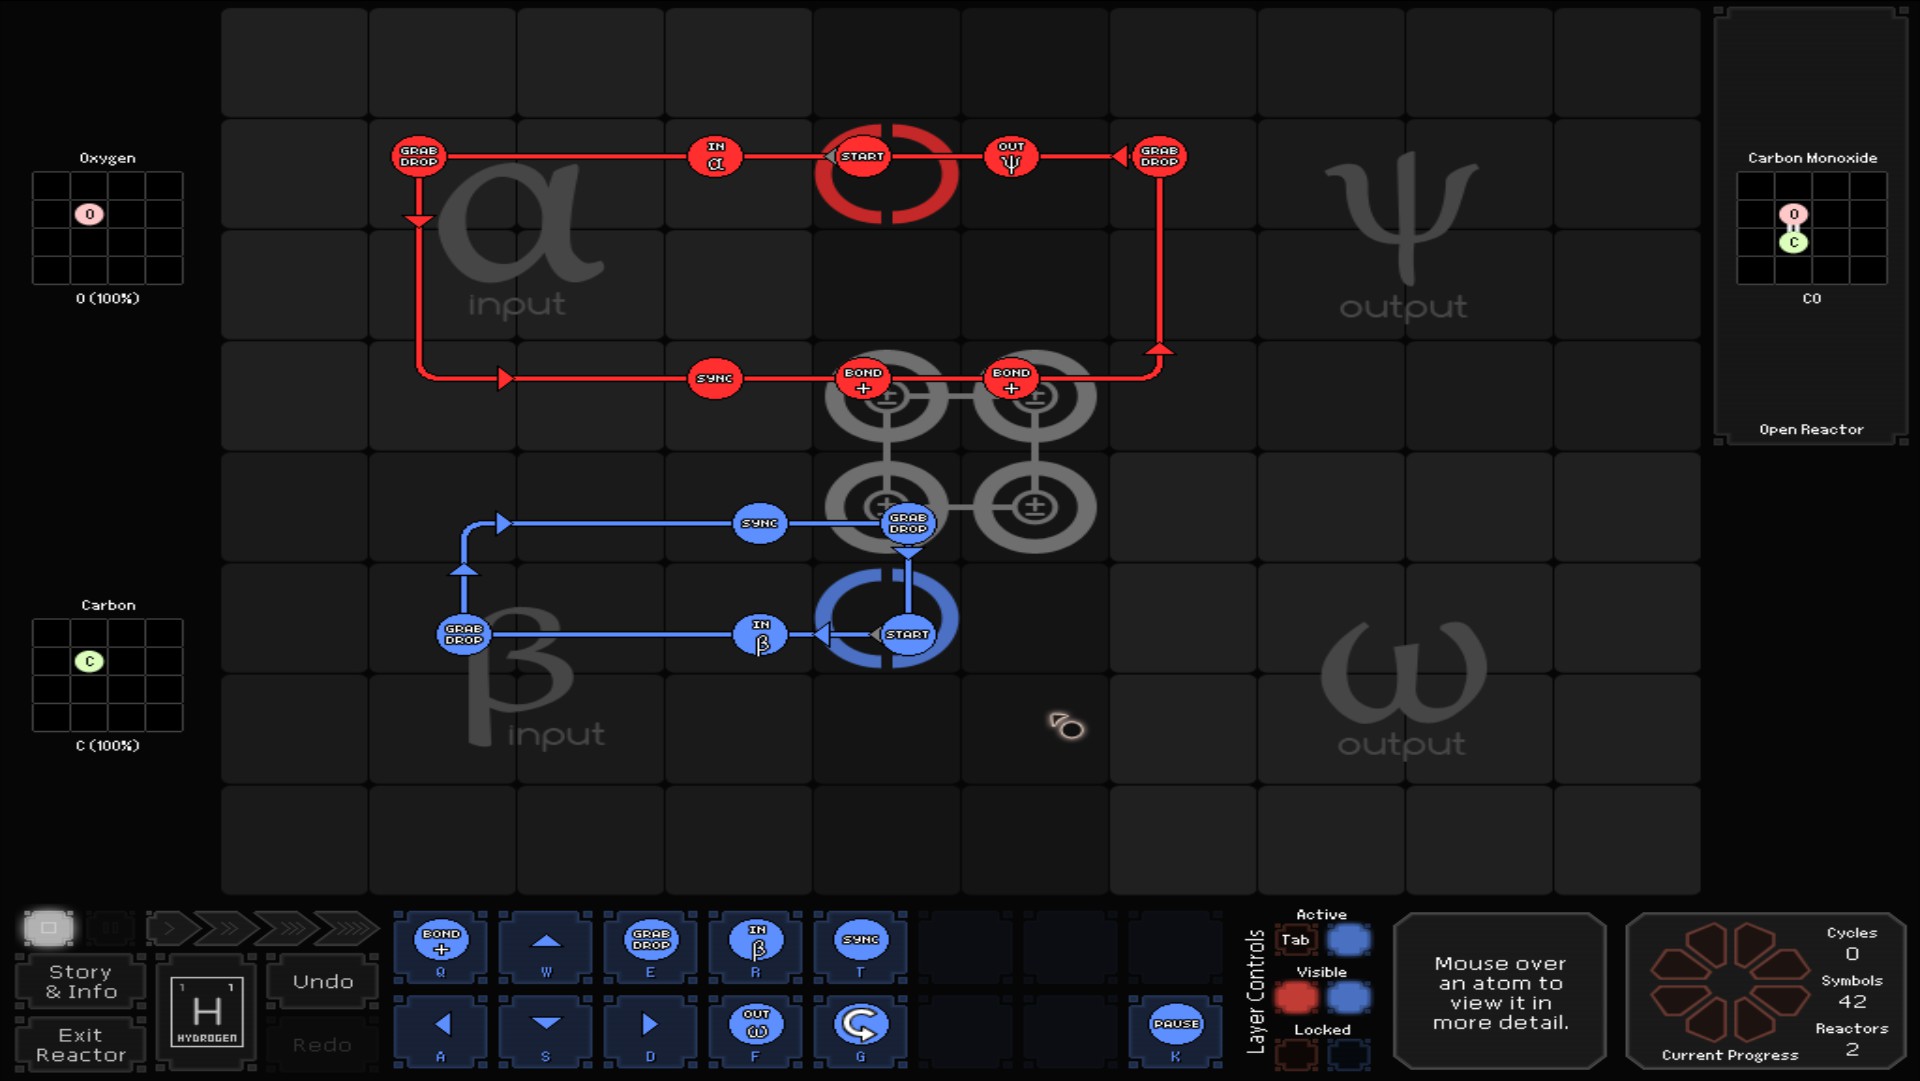 GRAB
DROP
IN
α
START
OUT
ψ
GRAB
DROP
Oxygen
O
O (100%)
α
input
ψ
output
Carbon Monoxide
O
C
CO
Open Reactor
SYNC
BOND
+
BOND
+
±
±
SYNC
GRAB
DROP
±
±
Carbon
C
C (100%)
GRAB
DROP
IN
β
START
β
input
ω
output
Story
& Info
Exit
Reactor
1 1
H
HYDROGEN
Undo
Redo
BOND
+
Q
W
GRAB
DROP
E
IN
β
R
SYNC
T
A
S
D
OUT
ω
F
G
PAUSE
K
Layer Controls
Active
Tab
Visible
Locked
Mouse over
an atom to
view it in
more detail.
Cycles
0
Symbols
42
Reactors
2
Current Progress